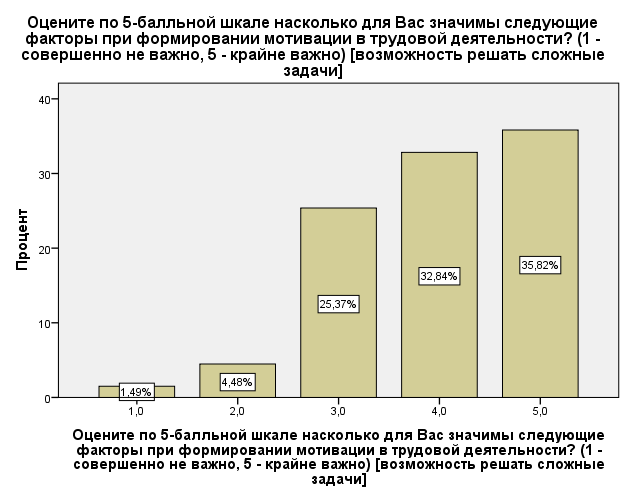 Оцените по 5-балльной шкале насколько для Вас значимы следующие
факторы при формировании мотивации в трудовой деятельности? (1 -
совершенно не важно, 5 - крайне важно) [возможность решать сложные
задачи]
40
30
20
10
0
Процент
1,49%
4,48%
25,37%
32,84%
35,82%
1,0
2,0
3,0
4,0
5,0
Оцените по 5-балльной шкале насколько для Вас значимы следующие
факторы при формировании мотивации в трудовой деятельности? (1 -
совершенно не важно, 5 - крайне важно) [возможность решать сложные
задачи]